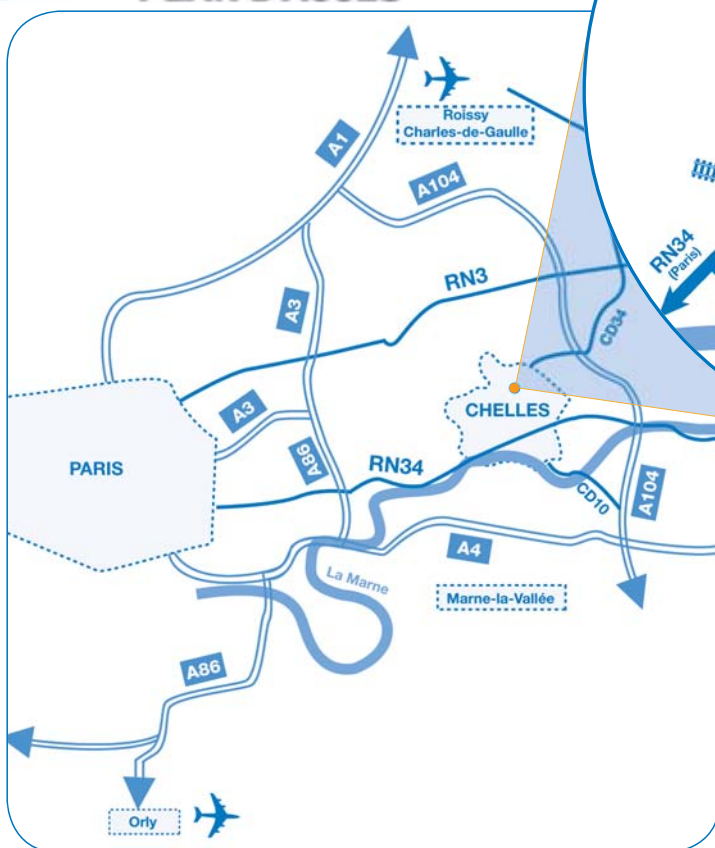 Roissy
Charles-de-Gaulle
A1
A104
RN34
(Paris)
RN3
A3
CD34
A3
CHELLES
PARIS
A86
RN34
CD10
A104
A4
La Marne
Marne-la-Vallée
A86
Orly